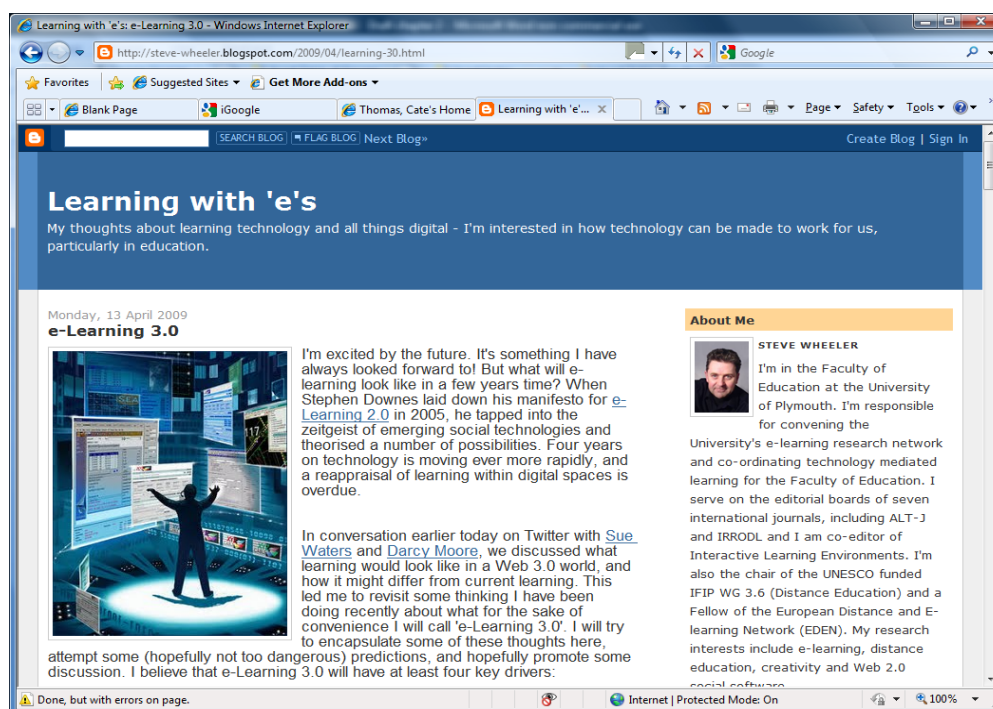 Learning with 'e's: e-Learning 3.0 - Windows Internet Explorer
http://steve-wheeler.blogspot.com/2009/04/learning-30.html
Google
Favorites
Suggested Sites
Get More Add-ons
Blank Page
iGoogle
Thomas, Cate's Home
Learning with 'e'...
Page
Safety
Tools
SEARCH BLOG
FLAG BLOG
Next Blog»
Create Blog | Sign In
Learning with 'e's
My thoughts about learning technology and all things digital - I'm interested in how technology can be made to work for us,
particularly in education.
Monday, 13 April 2009
e-Learning 3.0
I'm excited by the future. It's something I have
always looked forward to! But what will e-
learning look like in a few years time? When
Stephen Downes laid down his manifesto for e-
Learning 2.0 in 2005, he tapped into the
zeitgeist of emerging social technologies and
theorised a number of possibilities. Four years
on technology is moving ever more rapidly, and
a reappraisal of learning within digital spaces is
overdue.
In conversation earlier today on Twitter with Sue
Waters and Darcy Moore, we discussed what
learning would look like in a Web 3.0 world, and
how it might differ from current learning. This
led me to revisit some thinking I have been
doing recently about what for the sake of
convenience I will call 'e-Learning 3.0'. I will try
to encapsulate some of these thoughts here,
attempt some (hopefully not too dangerous) predictions, and hopefully promote some
discussion. I believe that e-Learning 3.0 will have at least four key drivers:
About Me
STEVE WHEELER
I'm in the Faculty of
Education at the University
of Plymouth. I'm responsible
for convening the
University's e-learning research network
and co-ordinating technology mediated
learning for the Faculty of Education. I
serve on the editorial boards of seven
international journals, including ALT-J
and IRRODL and I am co-editor of
Interactive Learning Environments. I'm
also the chair of the UNESCO funded
IFIP WG 3.6 (Distance Education) and a
Fellow of the European Distance and E-
learning Network (EDEN). My research
interests include e-learning, distance
education, creativity and Web 2.0
social software
Done, but with errors on page.
Internet | Protected Mode: On
100%